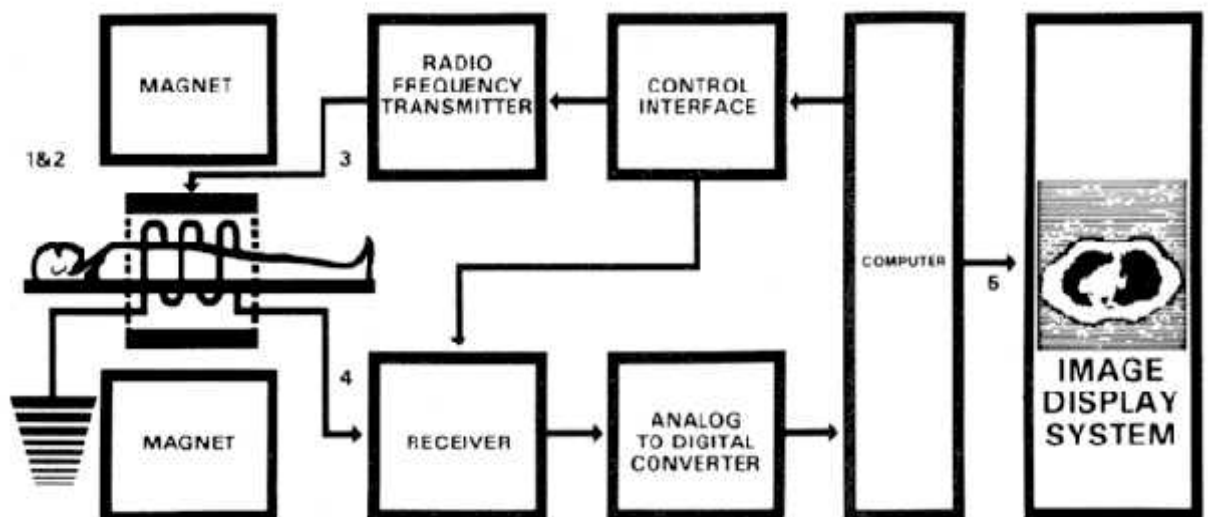 MAGNET
RADIO
FREQUENCY
TRANSMITTER
CONTROL
INTERFACE
1&2
3
COMPUTER
5
4
MAGNET
RECEIVER
ANALOG
TO DIGITAL
CONVERTER
IMAGE
DISPLAY
SYSTEM